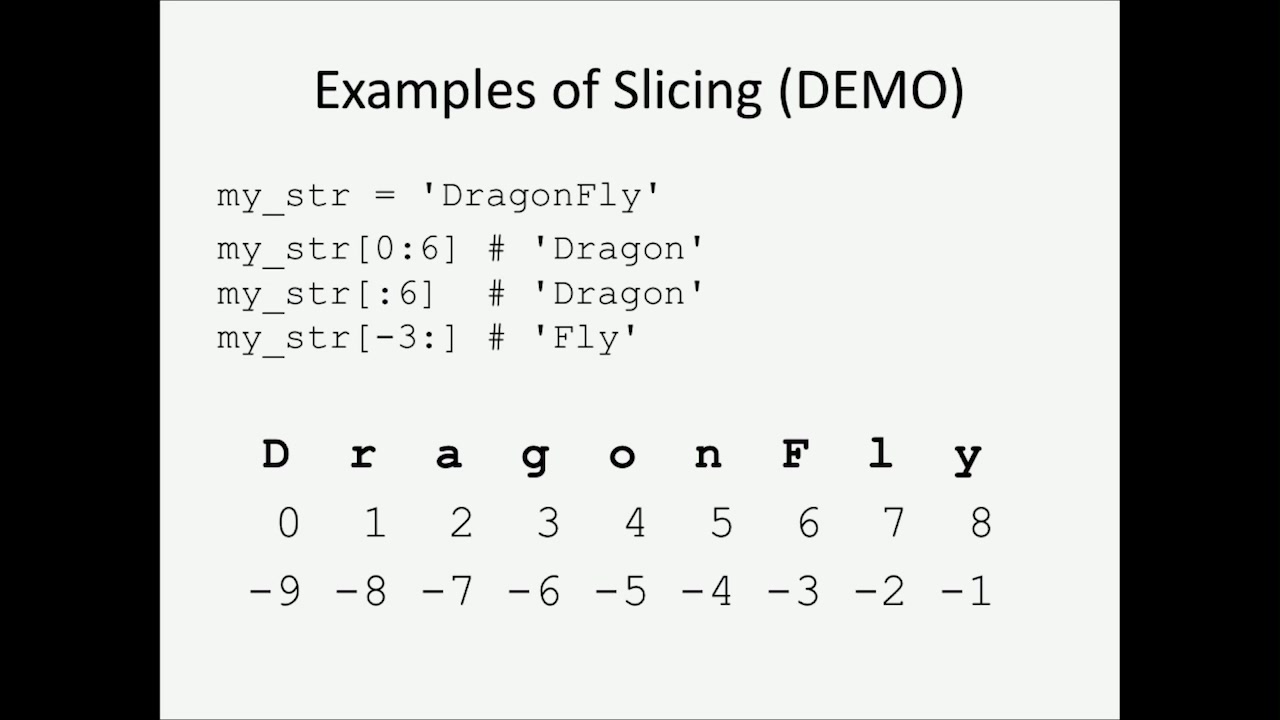 Examples of Slicing (DEMO)
my_str = 'DragonFly'
my_str[0:6] # 'Dragon'
my_str[:6]  # 'Dragon'
my_str[-3:] # 'Fly'
D r a g o n F l y
0 1 2 3 4 5 6 7 8
-9 -8 -7 -6 -5 -4 -3 -2 -1